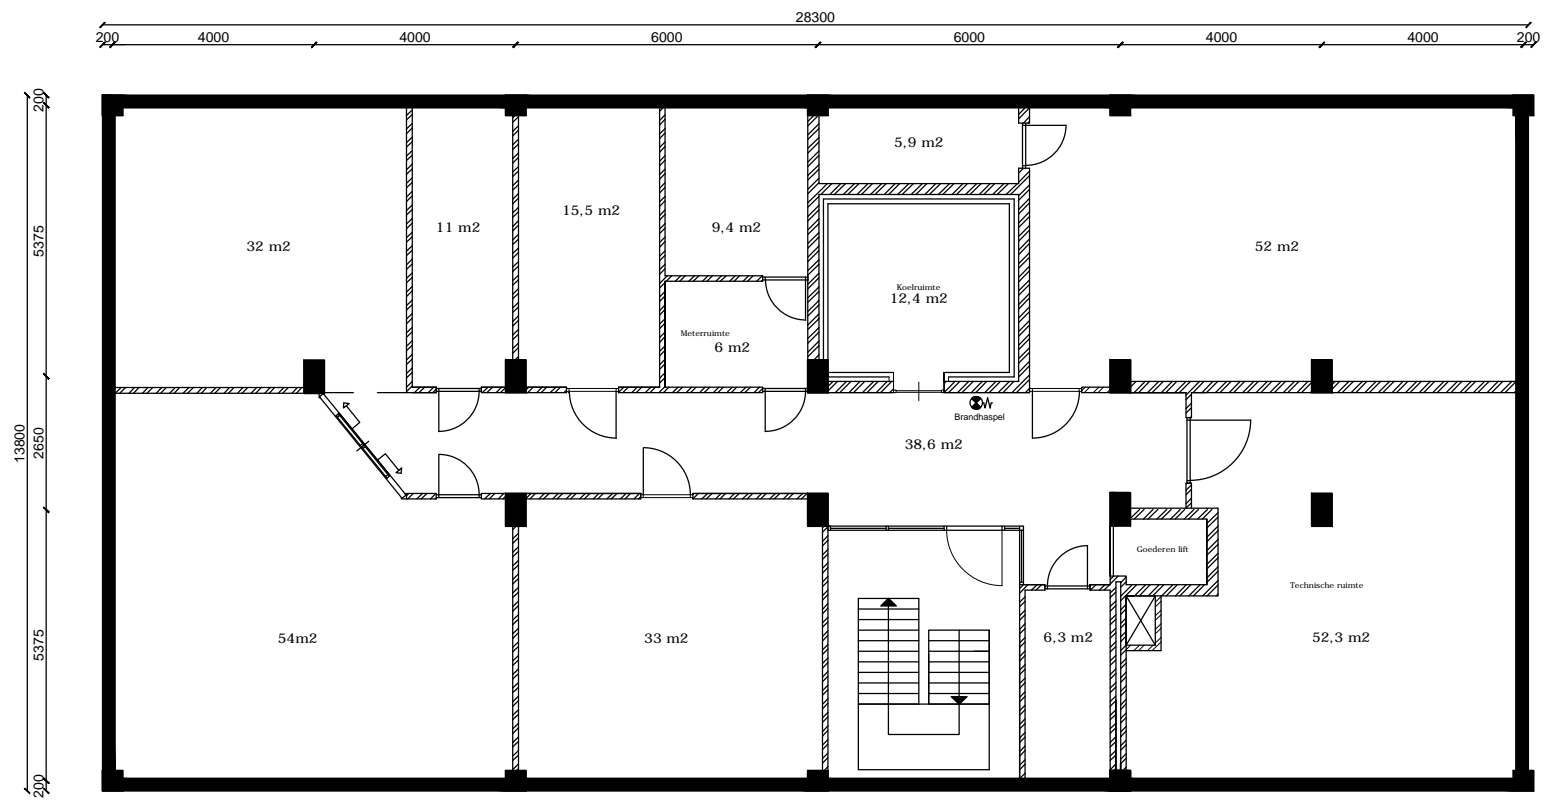 28300
200 4000 4000 6000 6000 4000 4000 200
200
5375
2650
5375
200
13800
5,9 m2
15,5 m2
11 m2
9,4 m2
32 m2
52 m2
Koelruimte
12,4 m2
Meterruimte
6 m2
Brandhaspel
38,6 m2
Goederen lift
Technische ruimte
54m2
33 m2
6,3 m2
52,3 m2